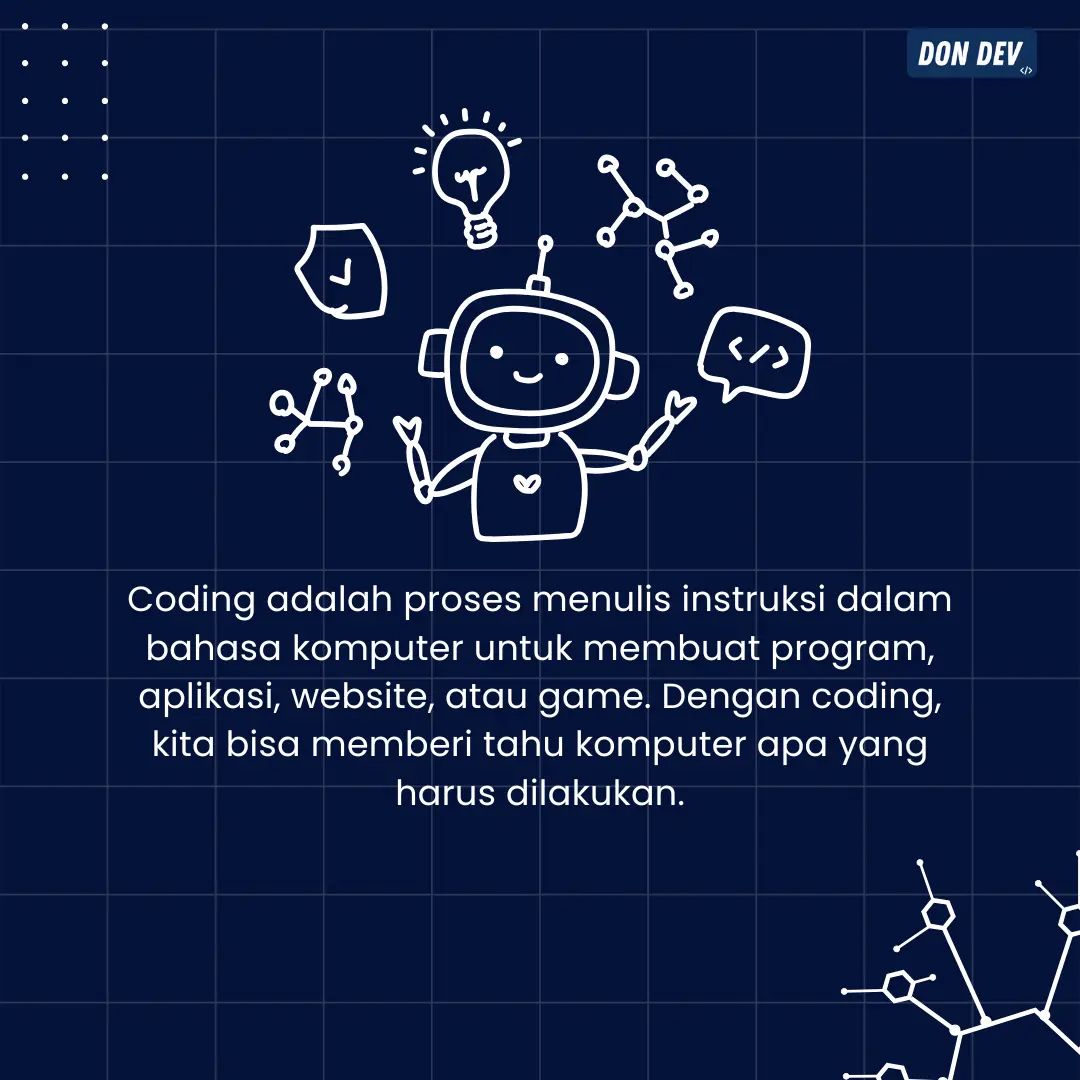 DON DEV
</>
</>
Coding adalah proses menulis instruksi dalam
bahasa komputer untuk membuat program,
aplikasi, website, atau game. Dengan coding,
kita bisa memberi tahu komputer apa yang
harus dilakukan.